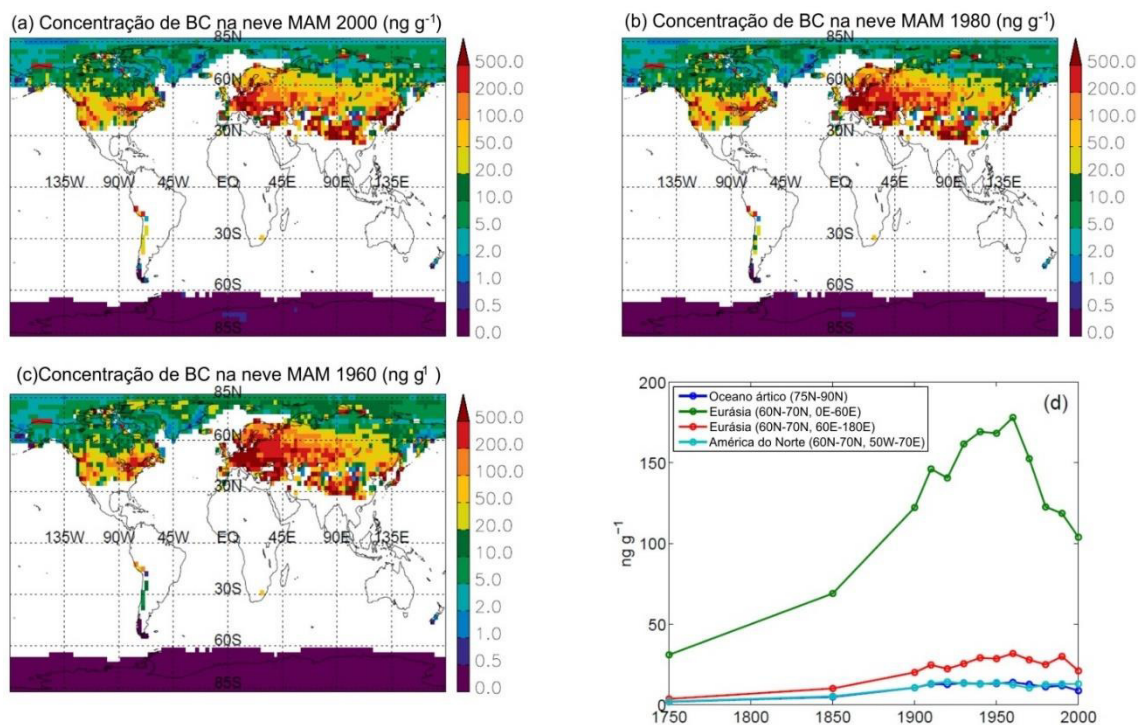 (a) Concentração de BC na neve MAM 2000 (ng g⁻¹)
85N
60N
30N
135W 90W 45W EQ 45E 90E 135E
30S
60S
85S
500.0
200.0
100.0
50.0
20.0
10.0
5.0
2.0
1.0
0.5
0.0
(b) Concentração de BC na neve MAM 1980 (ng g⁻¹)
85N
60N
30N
135W 90W 45W EQ 45E 90E 135E
30S
60S
85S
500.0
200.0
100.0
50.0
20.0
10.0
5.0
2.0
1.0
0.5
0.0
(c)Concentração de BC na neve MAM 1960 (ng g¹ )
85N
60N
30N
135W 90W 45W EQ 45E 90E 135E
30S
60S
85S
500.0
200.0
100.0
50.0
20.0
10.0
5.0
2.0
1.0
0.5
0.0
(d)
Oceano ártico (75N-90N)
Eurásia (60N-70N, 0E-60E)
Eurásia (60N-70N, 60E-180E)
América do Norte (60N-70N, 50W-70E)
ng g⁻¹
200
150
100
50
0
1750 1800 1850 1900 1950 2000